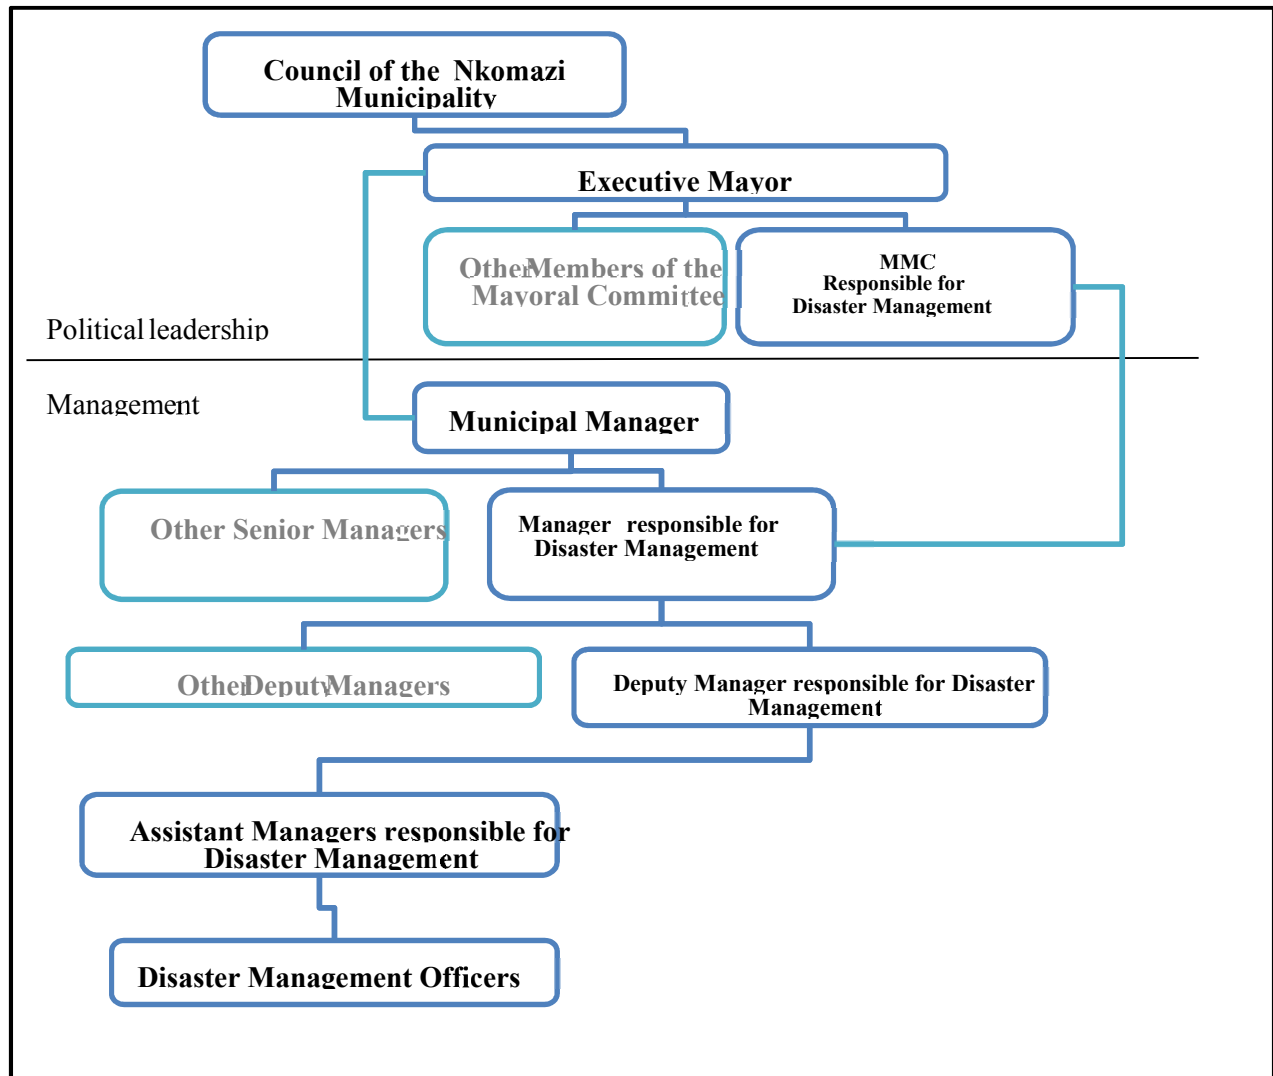 Council of the Nkomazi
Municipality
Executive Mayor
Other Members of the
Mayoral Committee
MMC
Responsible for
Disaster Management
Political leadership
Management
Municipal Manager
Other Senior Managers
Manager responsible for
Disaster Management
Other Deputy Managers
Deputy Manager responsible for Disaster
Management
Assistant Managers responsible for
Disaster Management
Disaster Management Officers